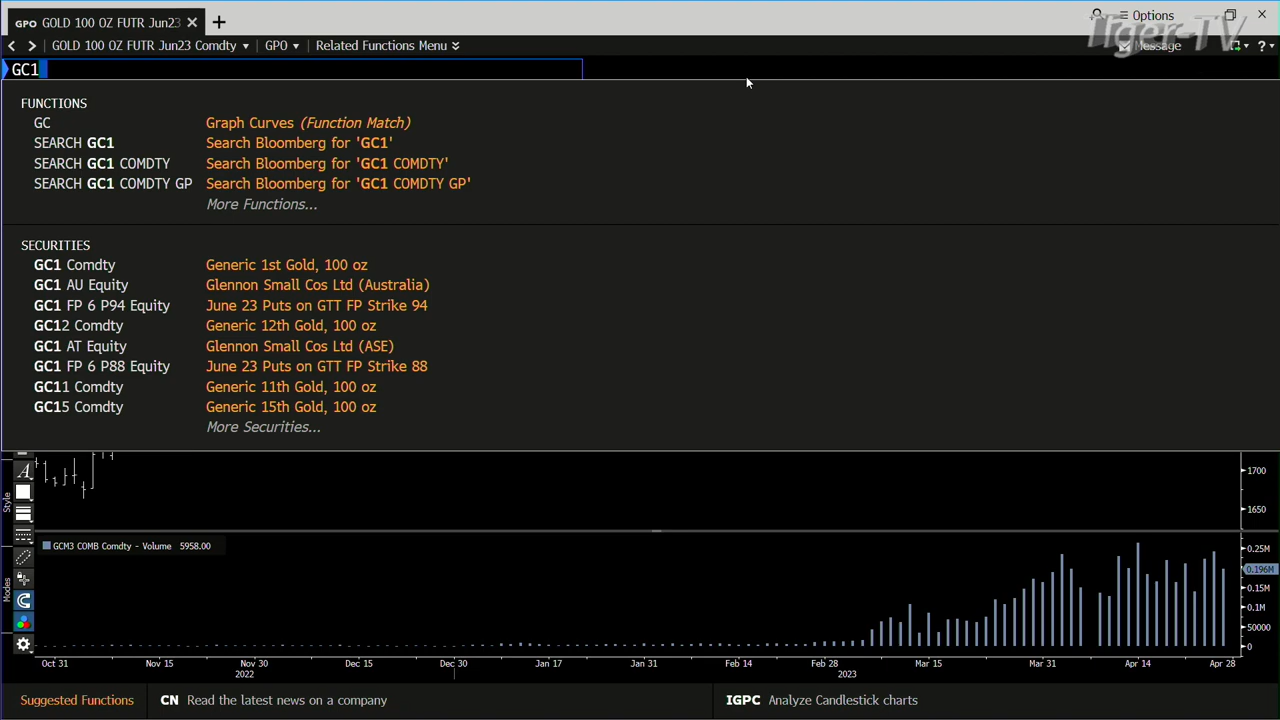 GPO GOLD 100 OZ FUTR Jun23
Options
GOLD 100 OZ FUTR Jun23 Comdty GPO Related Functions Menu
Message
?
Tiger-TV
GC1
FUNCTIONS
GC Graph Curves (Function Match)
SEARCH GC1 Search Bloomberg for 'GC1'
SEARCH GC1 COMDTY Search Bloomberg for 'GC1 COMDTY'
SEARCH GC1 COMDTY GP Search Bloomberg for 'GC1 COMDTY GP'
More Functions...
SECURITIES
GC1 Comdty Generic 1st Gold, 100 oz
GC1 AU Equity Glennon Small Cos Ltd (Australia)
GC1 FP 6 P94 Equity June 23 Puts on GTT FP Strike 94
GC12 Comdty Generic 12th Gold, 100 oz
GC1 AT Equity Glennon Small Cos Ltd (ASE)
GC1 FP 6 P88 Equity June 23 Puts on GTT FP Strike 88
GC11 Comdty Generic 11th Gold, 100 oz
GC15 Comdty Generic 15th Gold, 100 oz
More Securities...
A
Style
1700
1650
GCM3 COMB Comdty - Volume 5958.00
Modes
0.25M
0.196M
0.15M
0.1M
50000
0
Oct 31 Nov 15 Nov 30 Dec 15 Dec 30 Jan 17 Jan 31 Feb 14 Feb 28 Mar 15 Mar 31 Apr 14 Apr 28
2022 2023
Suggested Functions CN Read the latest news on a company IGPC Analyze Candlestick charts